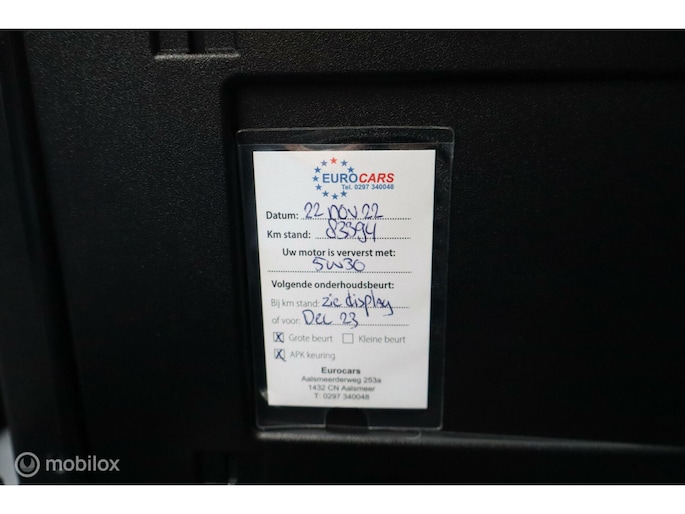 EUROCARS
Tel. 0297 340048
Datum: 22 nov 22
Km stand: 83394
Uw motor is ververst met:
5w30
Volgende onderhoudsbeurt:
Bij km stand: zie display
of voor: Dec 23
Grote beurt Kleine beurt
APK keuring
Eurocars
Aalsmeerderweg 253a
1432 CN Aalsmeer
T: 0297 340048
mobilox